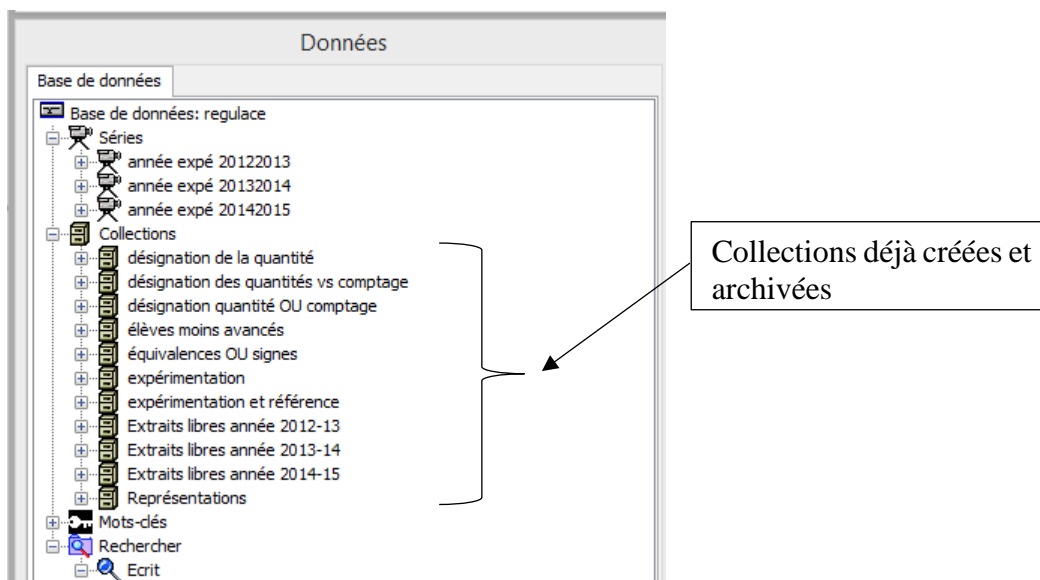 Données
Base de données
Base de données: regulace
Séries
année expé 20122013
année expé 20132014
année expé 20142015
Collections
désignation de la quantité
désignation des quantités vs comptage
désignation quantité OU comptage
élèves moins avancés
équivalences OU signes
expérimentation
expérimentation et référence
Extraits libres année 2012-13
Extraits libres année 2013-14
Extraits libres année 2014-15
Représentations
Mots-clés
Rechercher
Ecrit
Collections déjà créées et
archivées